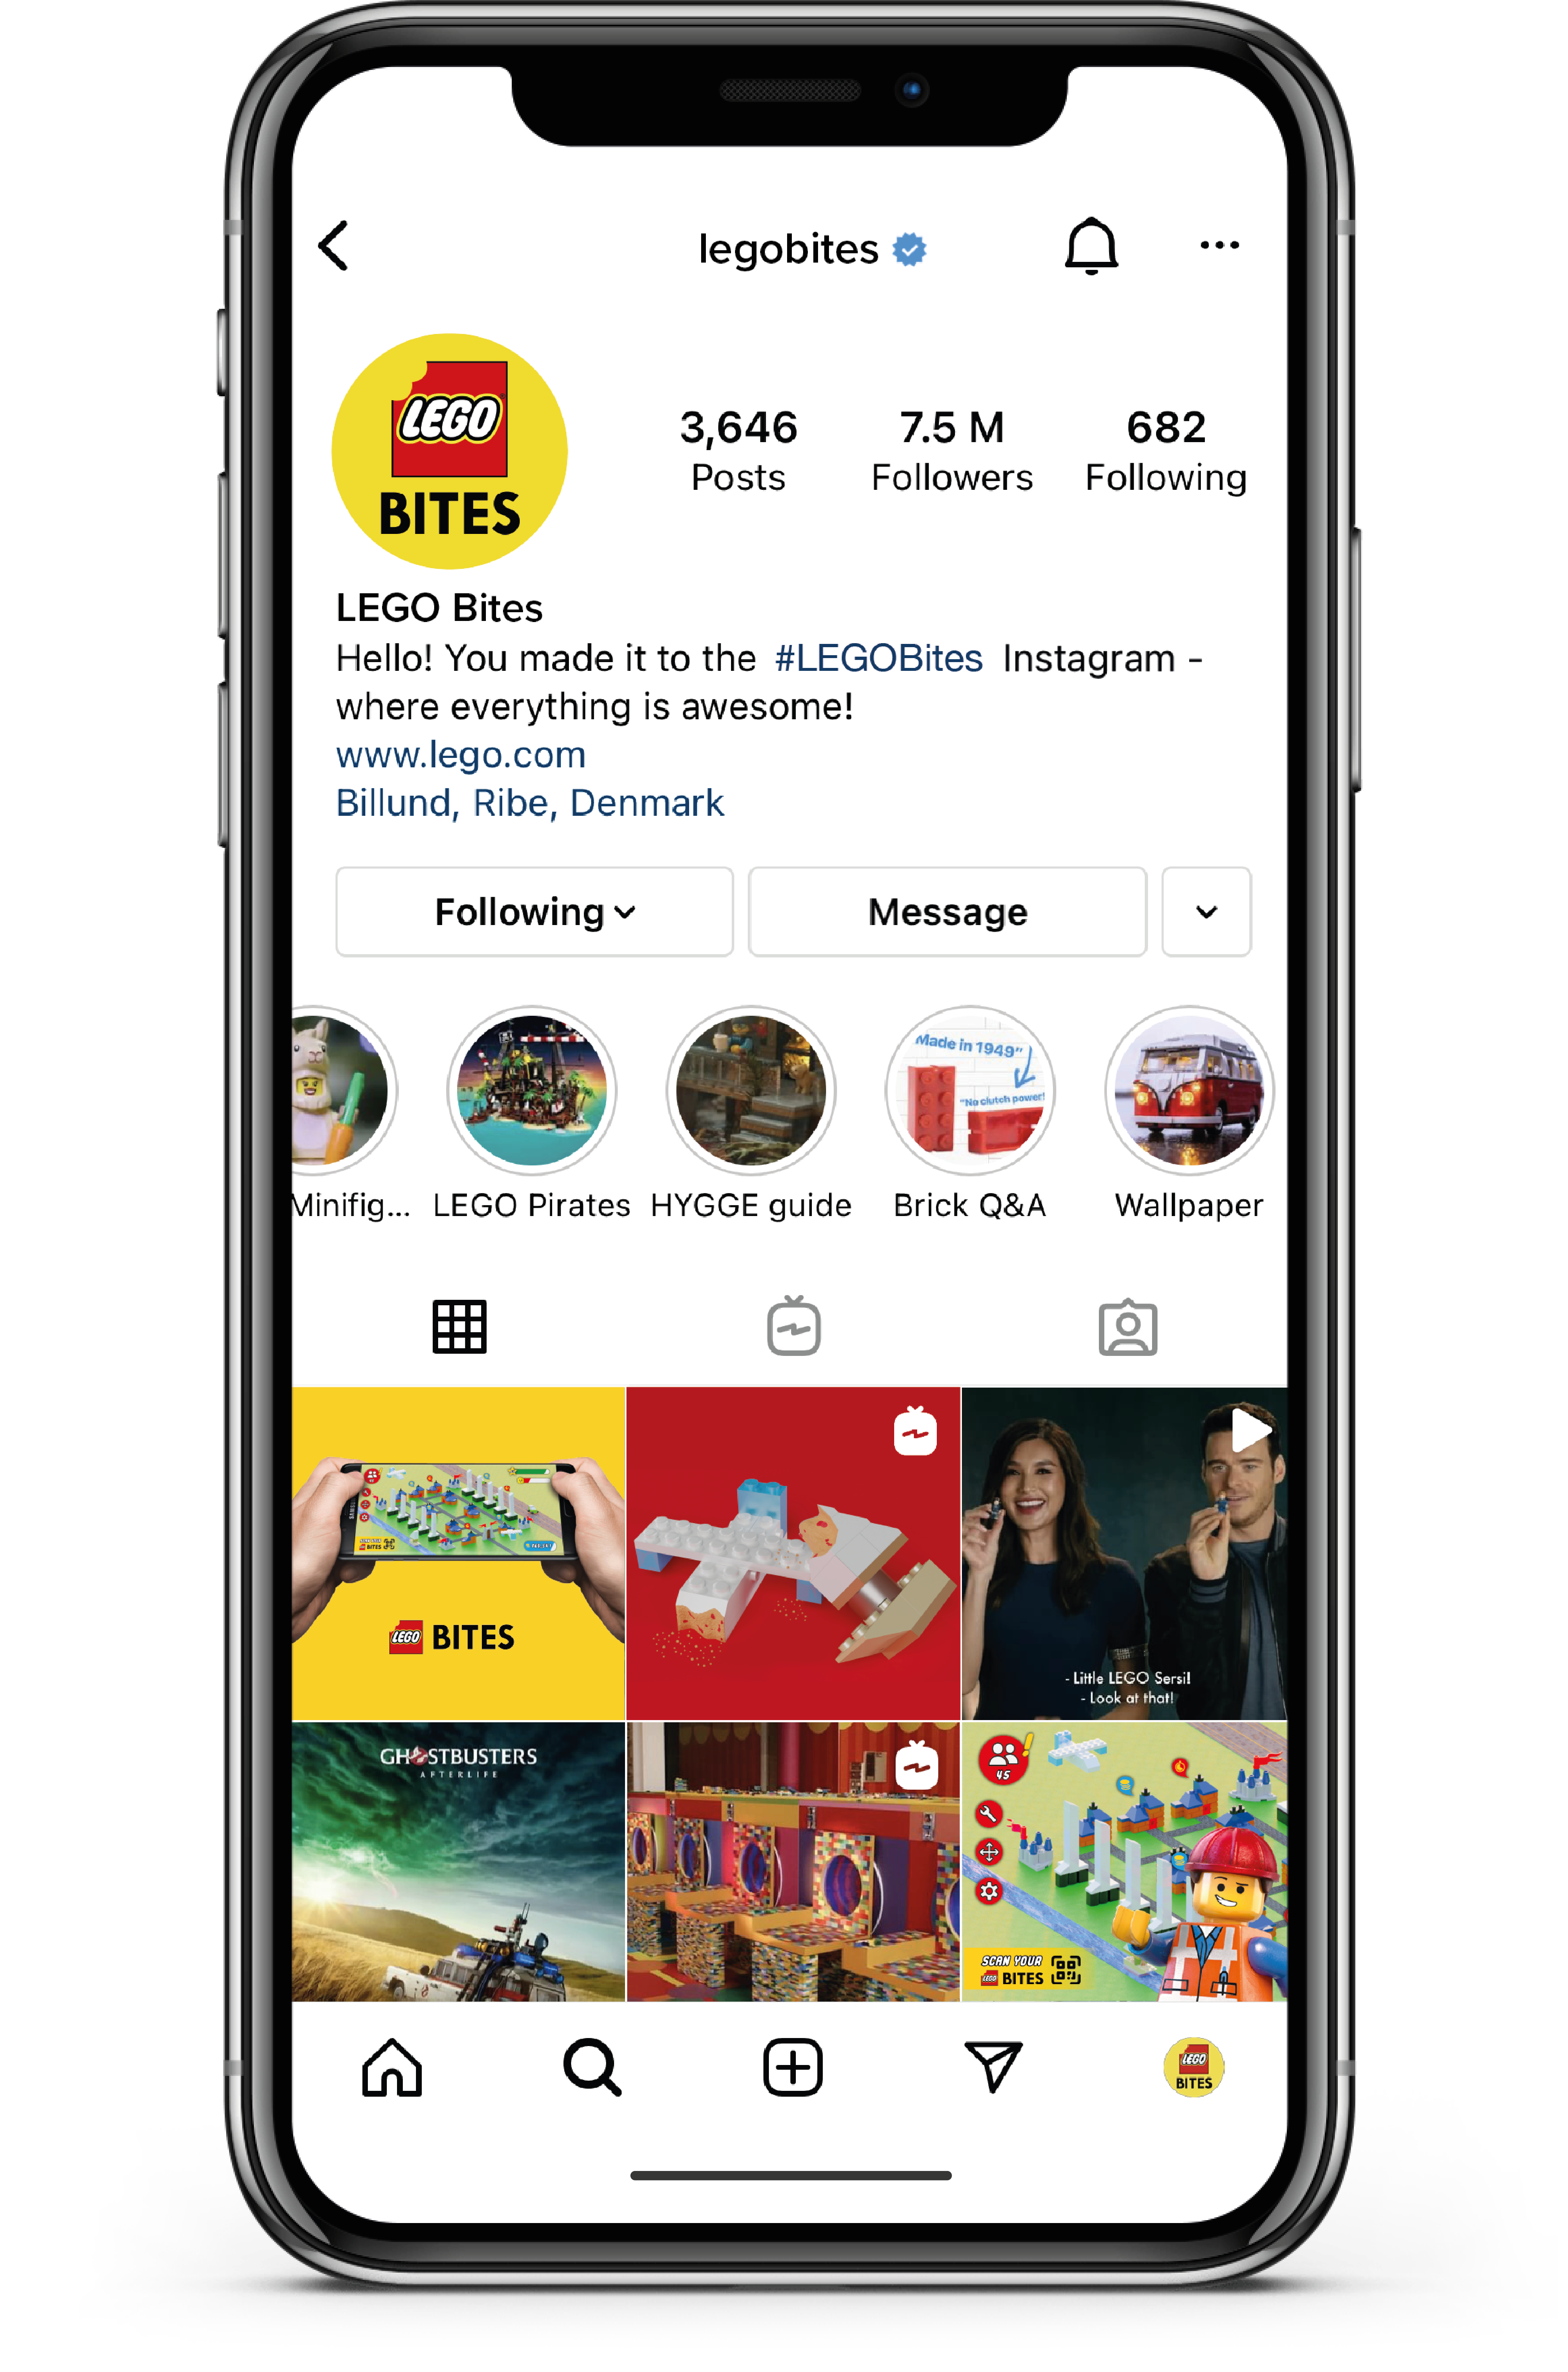 legobites
LEGO
BITES
3,646 7.5 M 682
Posts Followers Following
LEGO Bites
Hello! You made it to the #LEGOBites Instagram -
where everything is awesome!
www.lego.com
Billund, Ribe, Denmark
Following Message
Made in 1949"
"No clutch power!
Minifig... LEGO Pirates HYGGE guide Brick Q&A Wallpaper
LEGO BITES
- Little LEGO Sersi!
- Look at that!
GHOSTBUSTERS
AFTERLIFE
45
SCAN YOUR
LEGO BITES
LEGO
BITES